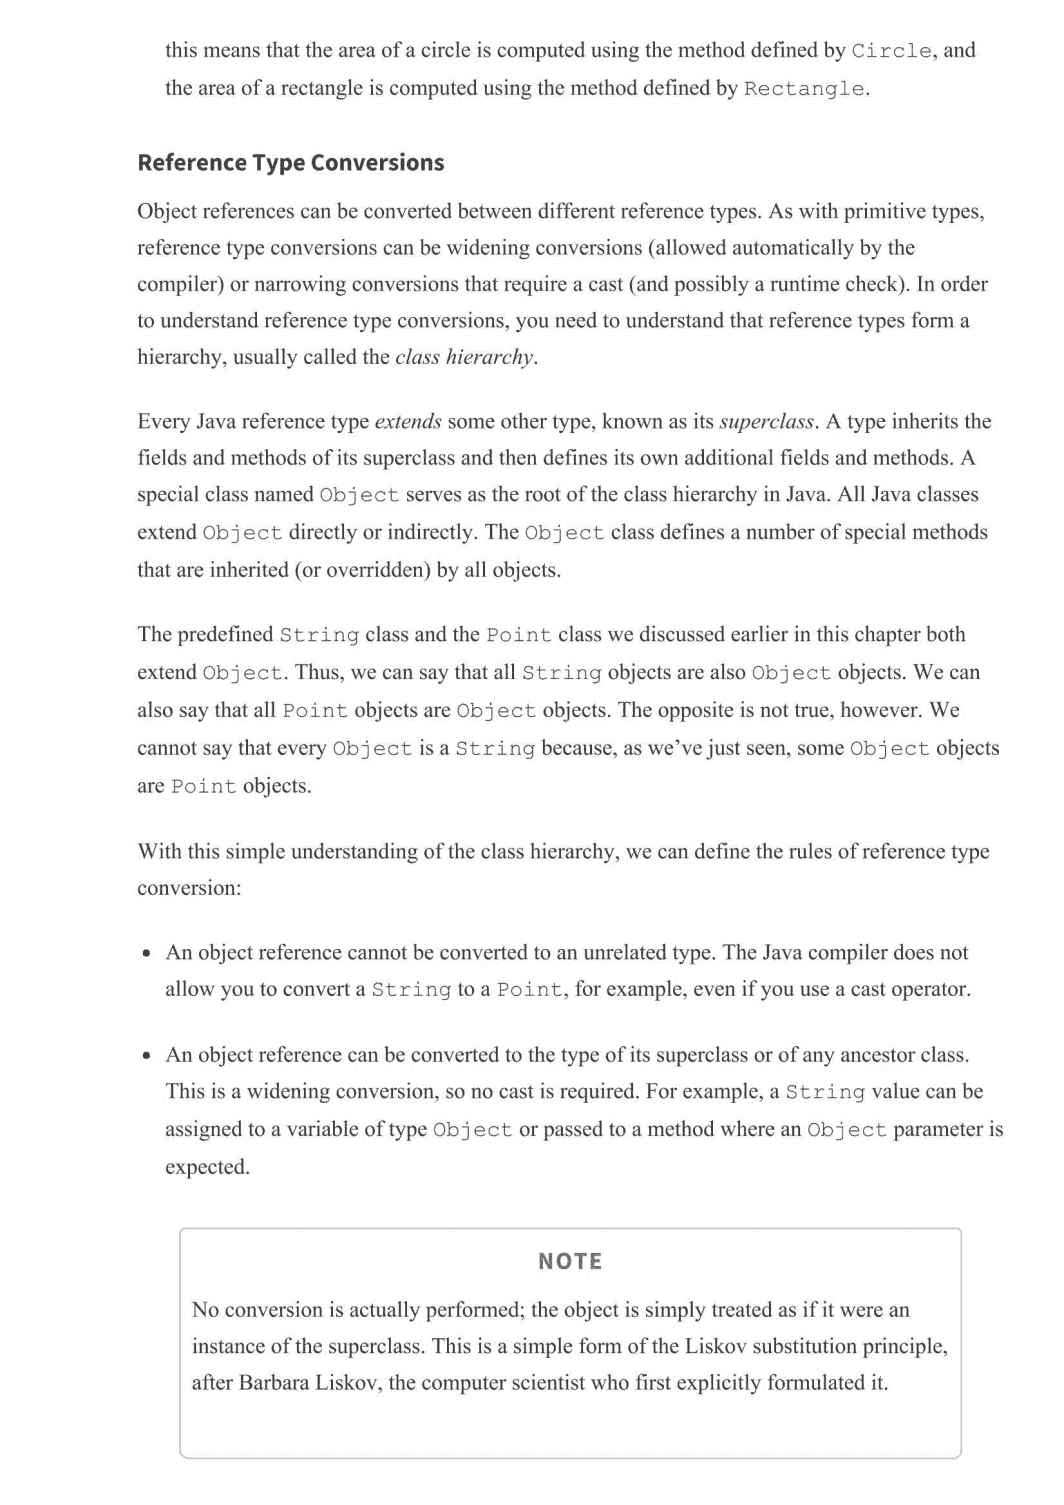 this means that the area of a circle is computed using the method defined by Circle, and
the area of a rectangle is computed using the method defined by Rectangle.
Reference Type Conversions
Object references can be converted between different reference types. As with primitive types,
reference type conversions can be widening conversions (allowed automatically by the
compiler) or narrowing conversions that require a cast (and possibly a runtime check). In order
to understand reference type conversions, you need to understand that reference types form a
hierarchy, usually called the class hierarchy.
Every Java reference type extends some other type, known as its superclass. A type inherits the
fields and methods of its superclass and then defines its own additional fields and methods. A
special class named Object serves as the root of the class hierarchy in Java. All Java classes
extend Object directly or indirectly. The Object class defines a number of special methods
that are inherited (or overridden) by all objects.
The predefined String class and the Point class we discussed earlier in this chapter both
extend Object. Thus, we can say that all String objects are also Object objects. We can
also say that all Point objects are Object objects. The opposite is not true, however. We
cannot say that every Object is a String because, as we’ve just seen, some Object objects
are Point objects.
With this simple understanding of the class hierarchy, we can define the rules of reference type
conversion:
• An object reference cannot be converted to an unrelated type. The Java compiler does not
allow you to convert a String to a Point, for example, even if you use a cast operator.
• An object reference can be converted to the type of its superclass or of any ancestor class.
This is a widening conversion, so no cast is required. For example, a String value can be
assigned to a variable of type Object or passed to a method where an Object parameter is
expected.
NOTE
No conversion is actually performed; the object is simply treated as if it were an
instance of the superclass. This is a simple form of the Liskov substitution principle,
after Barbara Liskov, the computer scientist who first explicitly formulated it.